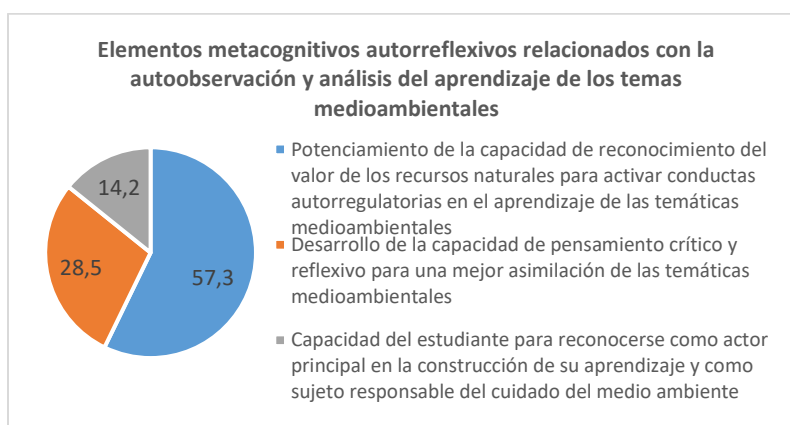 Elementos metacognitivos autorreflexivos relacionados con la
autoobservación y análisis del aprendizaje de los temas
medioambientales
14,2
28,5
57,3
Potenciamiento de la capacidad de reconocimiento del
valor de los recursos naturales para activar conductas
autorregulatorias en el aprendizaje de las temáticas
medioambientales
Desarrollo de la capacidad de pensamiento crítico y
reflexivo para una mejor asimilación de las temáticas
medioambientales
Capacidad del estudiante para reconocerse como actor
principal en la construcción de su aprendizaje y como
sujeto responsable del cuidado del medio ambiente